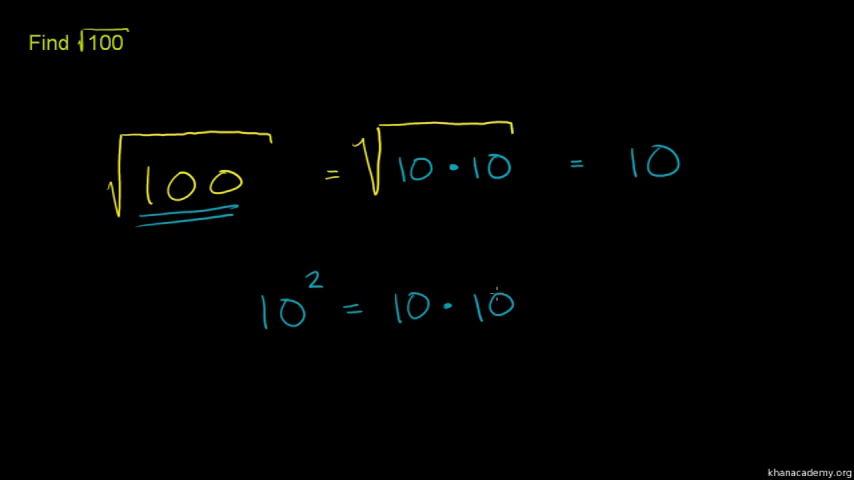 Find √100
√100 = √10 · 10 = 10
10² = 10 · 10
khanacademy.org